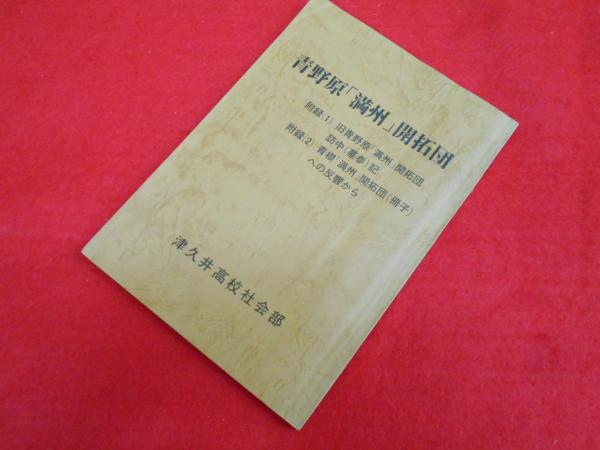 青野原「満州」開拓団
附録(1) 旧青野原「満州」開拓団
訪中(墓参)記
附録(2) 青根「満州」開拓団(冊子)
への反響から
津久井高校社会部